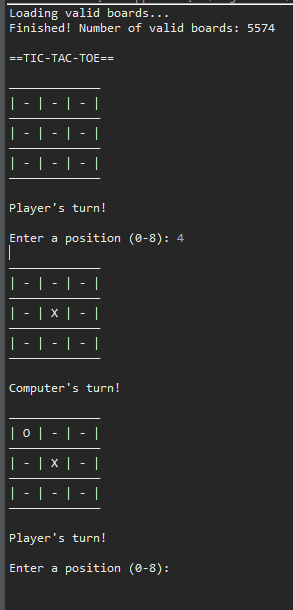 Loading valid boards...
Finished! Number of valid boards: 5574
==TIC-TAC-TOE==
| - | - | - |
| - | - | - |
| - | - | - |
Player's turn!
Enter a position (0-8): 4
| - | - | - |
| - | X | - |
| - | - | - |
Computer's turn!
| O | - | - |
| - | X | - |
| - | - | - |
Player's turn!
Enter a position (0-8):